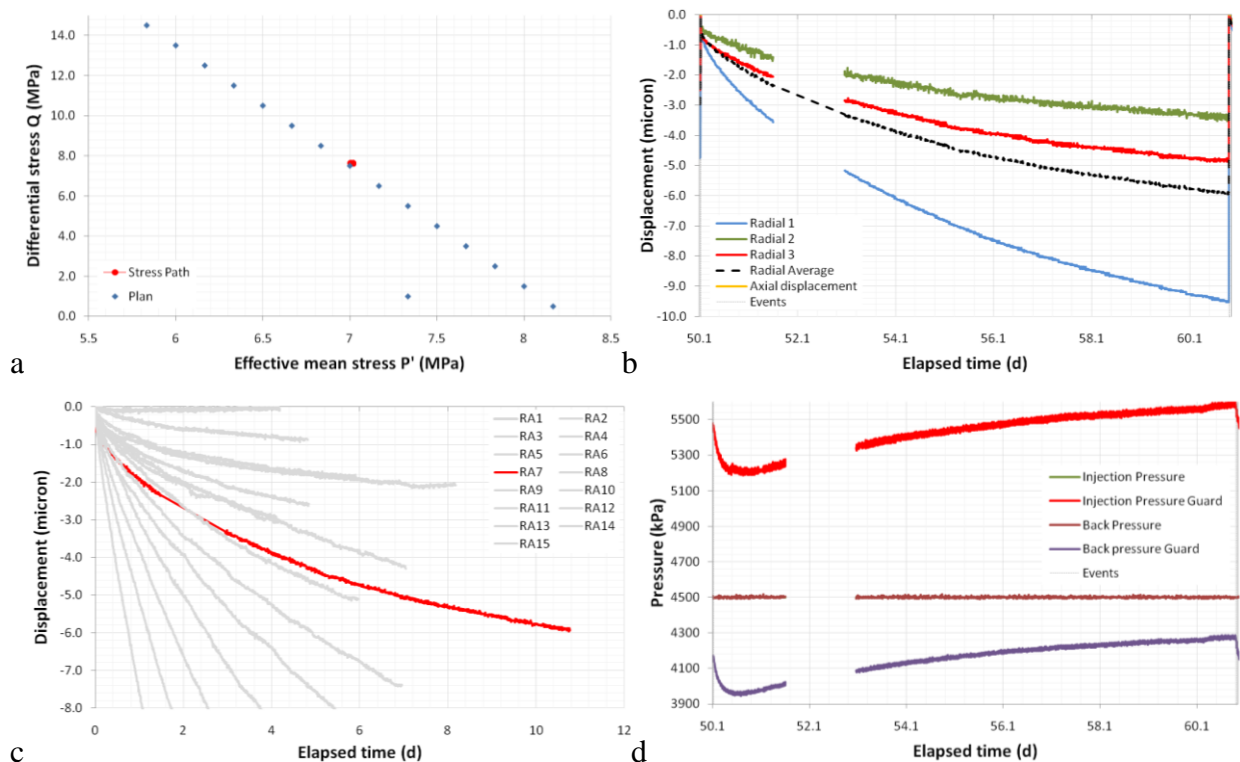 Differential stress Q (MPa)
14.0
12.0
10.0
8.0
6.0
4.0
2.0
0.0
Stress Path
Plan
5.5 6 6.5 7 7.5 8 8.5
Effective mean stress P' (MPa)
a
Displacement (micron)
0.0
-1.0
-2.0
-3.0
-4.0
-5.0
-6.0
-7.0
-8.0
-9.0
-10.0
Radial 1
Radial 2
Radial 3
Radial Average
Axial displacement
Events
50.1 52.1 54.1 56.1 58.1 60.1
Elapsed time (d)
b
Displacement (micron)
0.0
-1.0
-2.0
-3.0
-4.0
-5.0
-6.0
-7.0
-8.0
RA1 RA2
RA3 RA4
RA5 RA6
RA7 RA8
RA9 RA10
RA11 RA12
RA13 RA14
RA15
0 2 4 6 8 10 12
Elapsed time (d)
c
Pressure (kPa)
5500
5300
5100
4900
4700
4500
4300
4100
3900
Injection Pressure
Injection Pressure Guard
Back Pressure
Back pressure Guard
Events
50.1 52.1 54.1 56.1 58.1 60.1
Elapsed time (d)
d